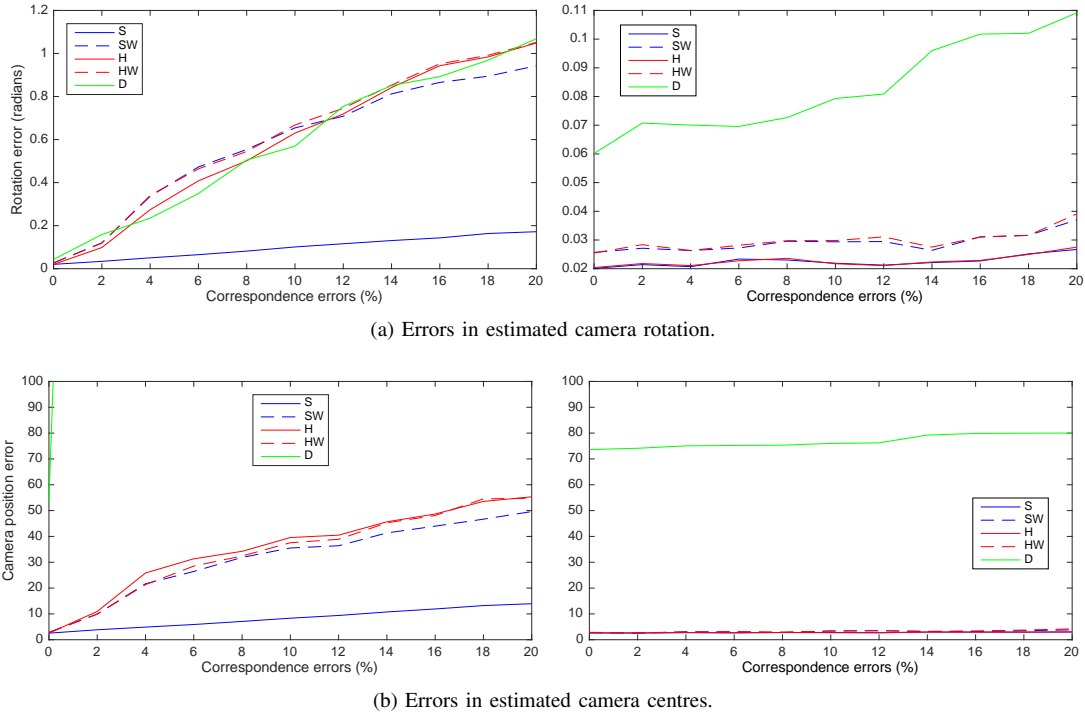 1.2
1
0.8
0.6
0.4
0.2
0
Rotation error (radians)
S
SW
H
HW
D
0 2 4 6 8 10 12 14 16 18 20
Correspondence errors (%)
0.11
0.1
0.09
0.08
0.07
0.06
0.05
0.04
0.03
0.02
S
SW
H
HW
D
0 2 4 6 8 10 12 14 16 18 20
Correspondence errors (%)
(a) Errors in estimated camera rotation.
100
90
80
70
60
50
40
30
20
10
0
Camera position error
S
SW
H
HW
D
0 2 4 6 8 10 12 14 16 18 20
Correspondence errors (%)
100
90
80
70
60
50
40
30
20
10
0
S
SW
H
HW
D
0 2 4 6 8 10 12 14 16 18 20
Correspondence errors (%)
(b) Errors in estimated camera centres.